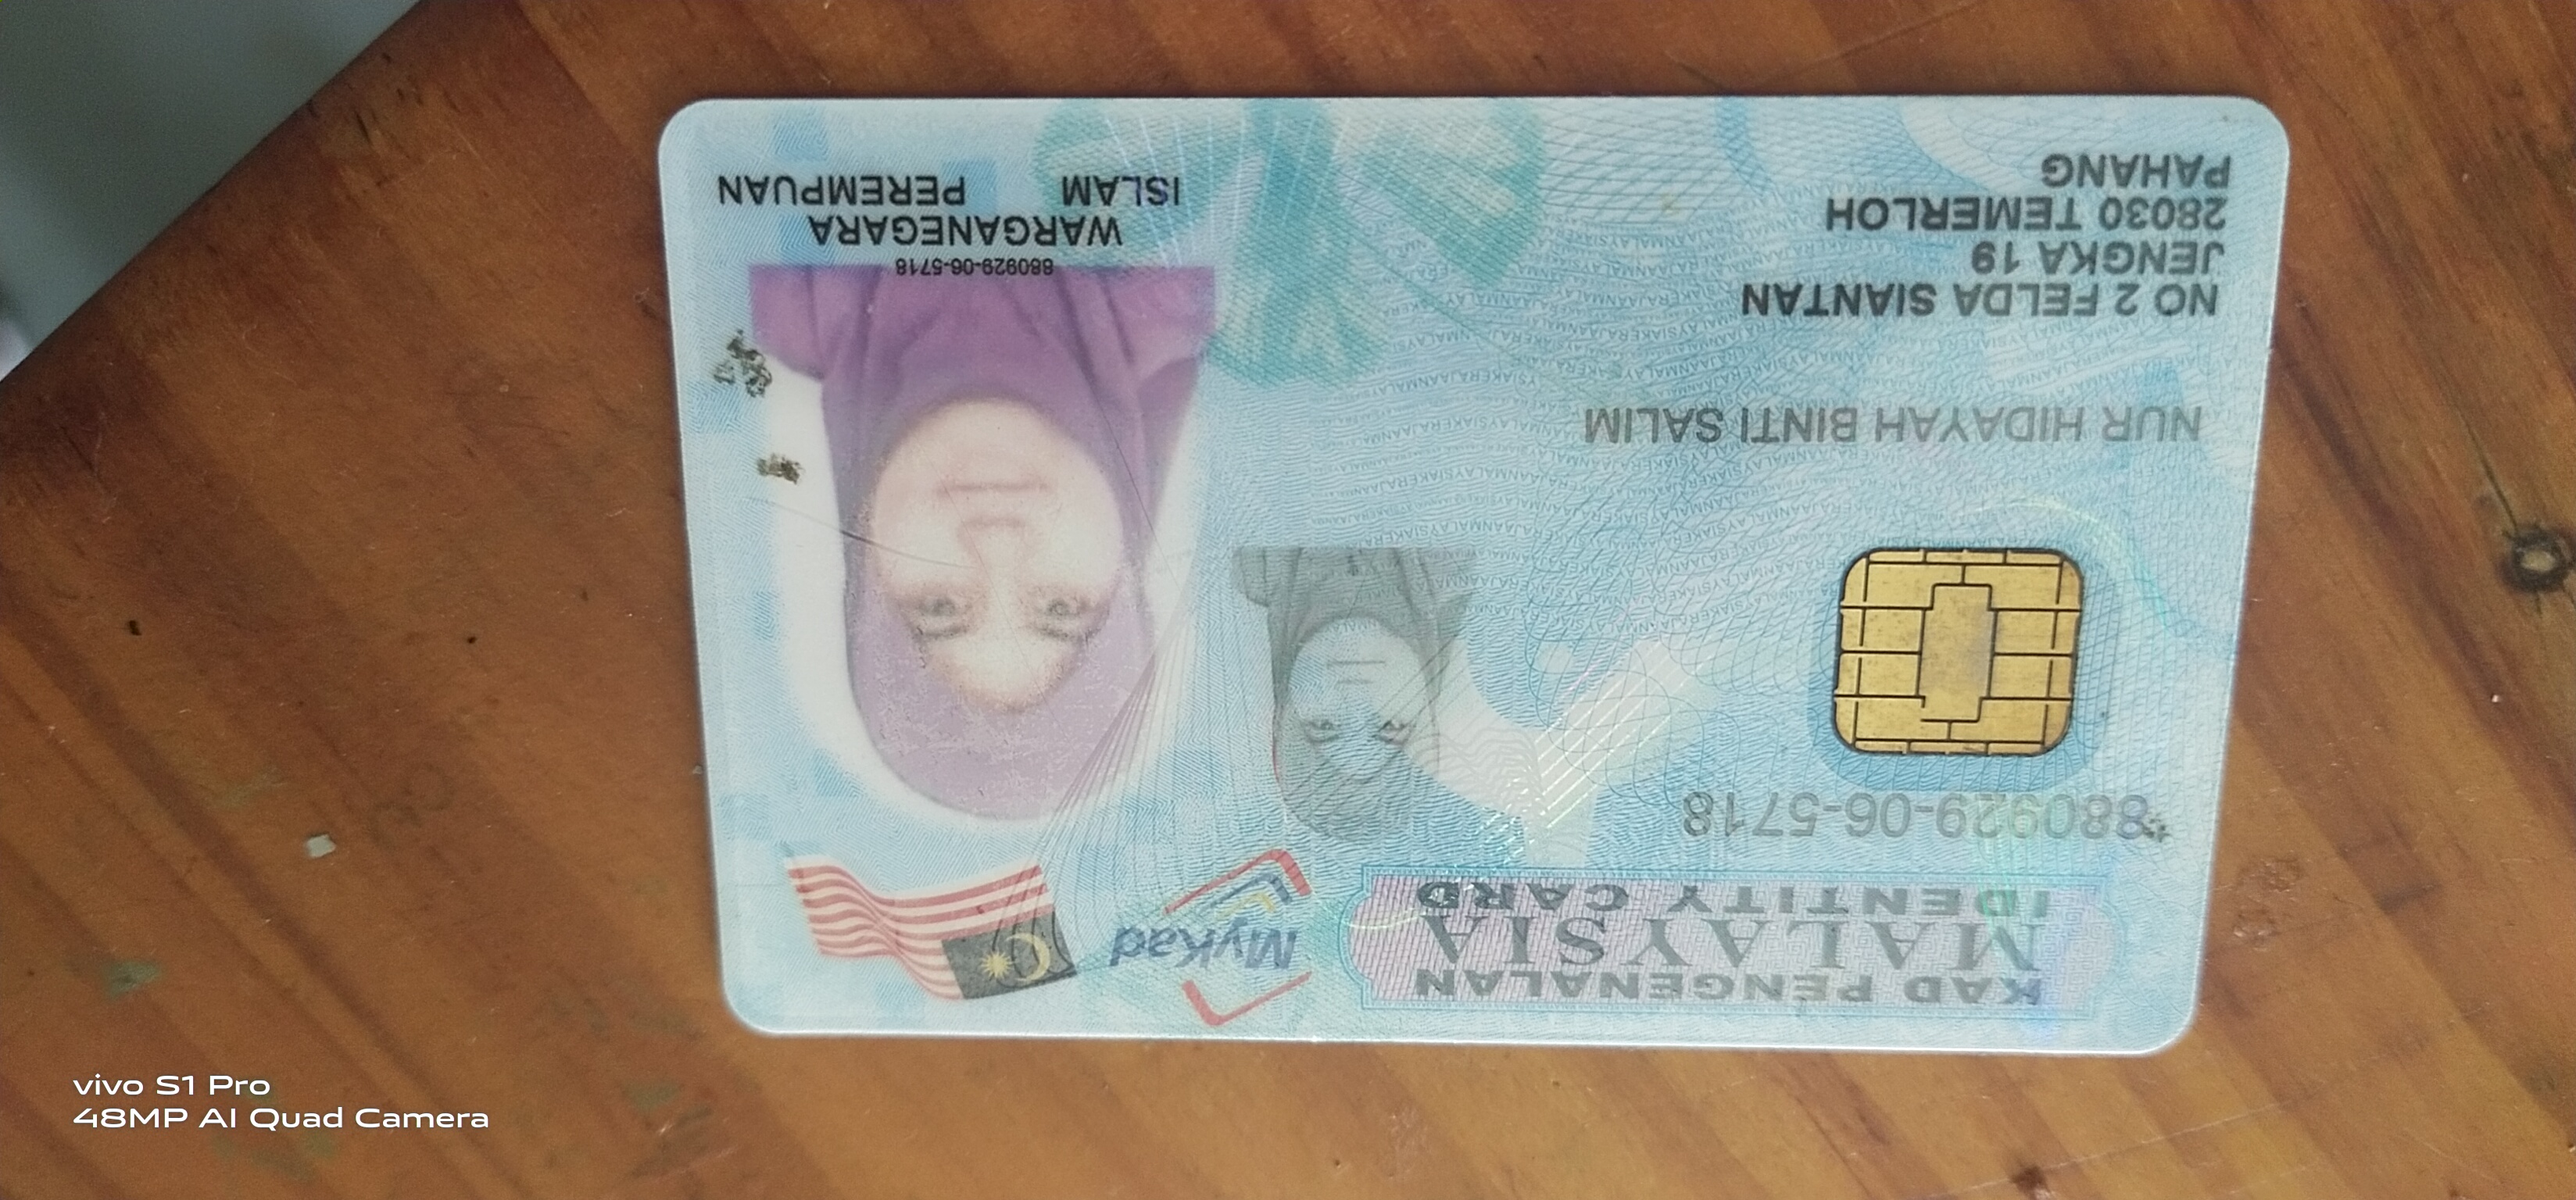 KAD PENGENALAN
MALAYSIA
IDENTITY CARD
MyKad
880929-06-5718
NUR HIDAYAH BINTI SALIM
NO 2 FELDA SIANTAN
JENGKA 19
28030 TEMERLOH
PAHANG
880929-06-5718
WARGANEGARA
ISLAM PEREMPUAN
vivo S1 Pro
48MP AI Quad Camera